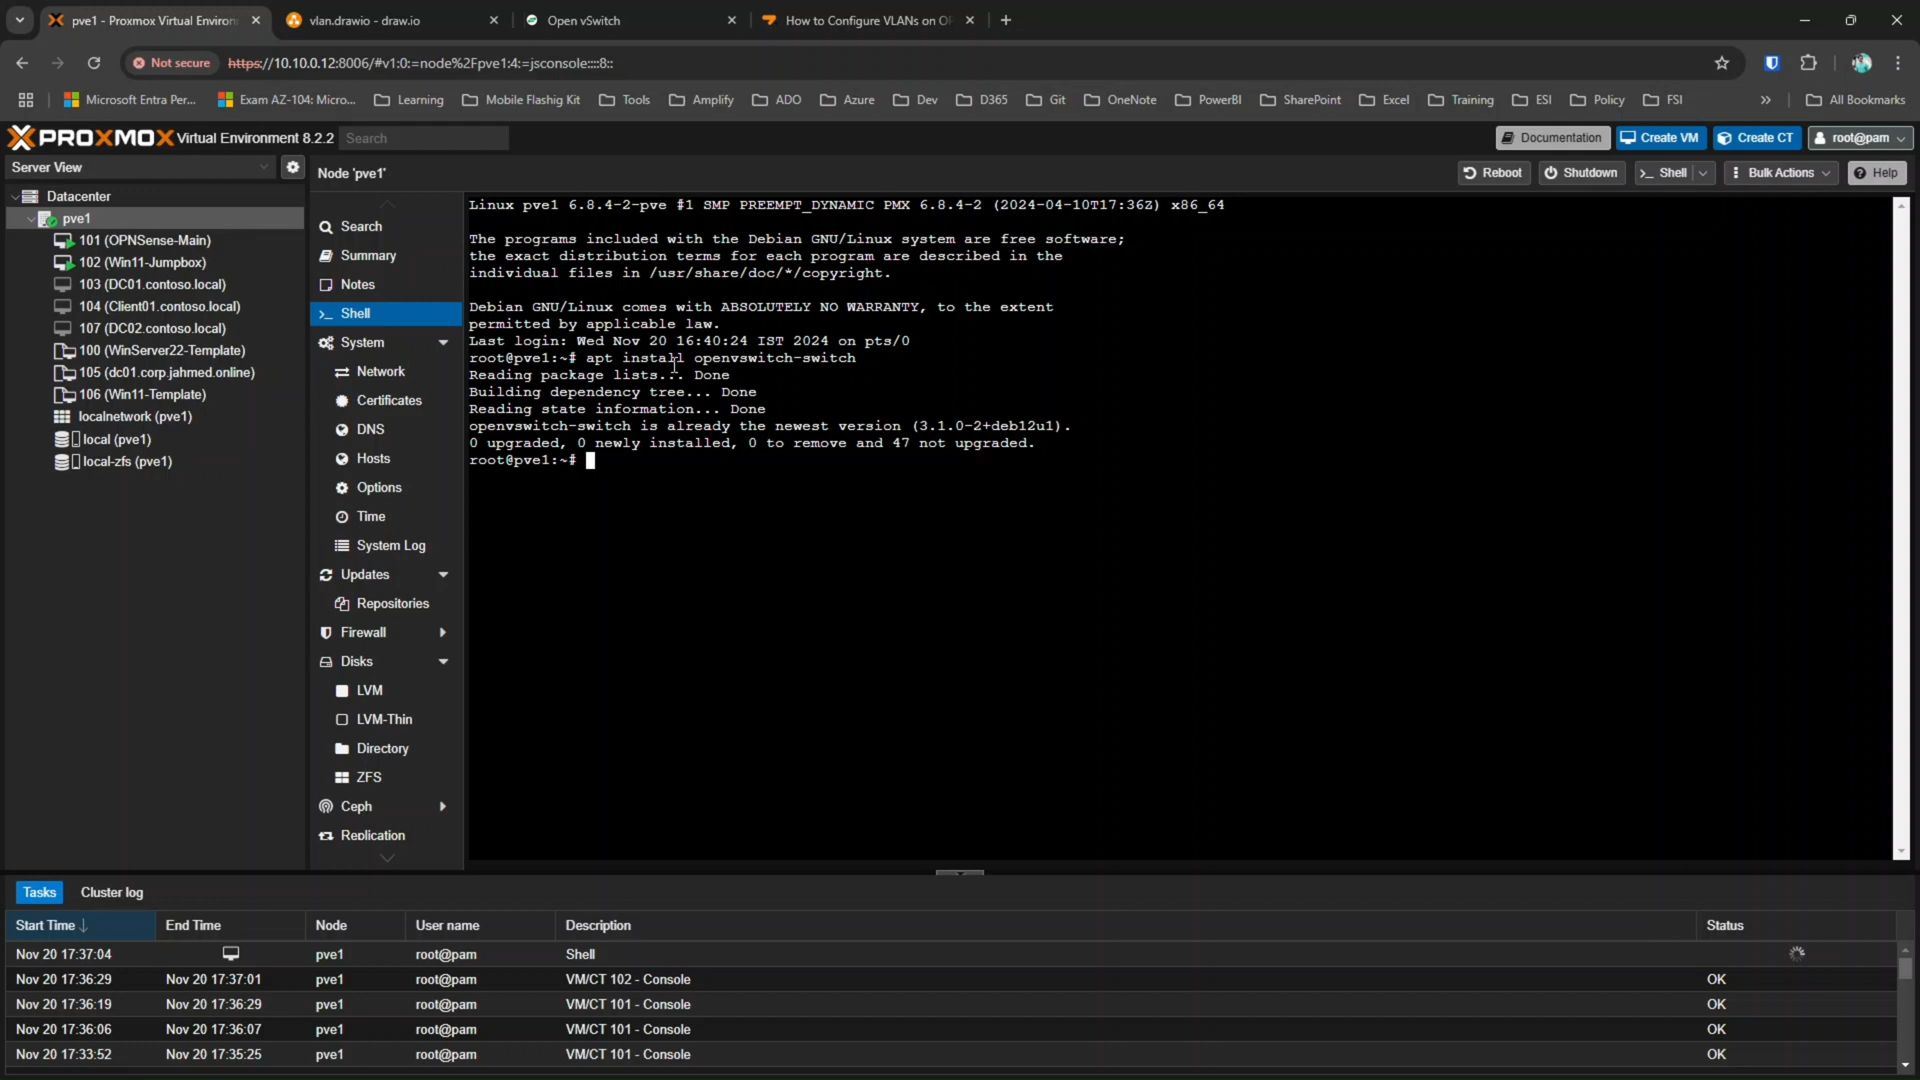 pve1 - Proxmox Virtual Environ
vlan.drawio - draw.io
Open vSwitch
How to Configure VLANs on OP
Not secure
https://10.10.0.12:8006/#v1:0:=node%2Fpve1:4:=jsconsole::::8::
Microsoft Entra Per...
Exam AZ-104: Micro...
Learning
Mobile Flashig Kit
Tools
Amplify
ADO
Azure
Dev
D365
Git
OneNote
PowerBI
SharePoint
Excel
Training
ESI
Policy
FSI
All Bookmarks
PROXMOX Virtual Environment 8.2.2
Search
Documentation
Create VM
Create CT
root@pam
Server View
Node 'pve1'
Reboot
Shutdown
>_ Shell
Bulk Actions
Help
Datacenter
pve1
101 (OPNSense-Main)
102 (Win11-Jumpbox)
103 (DC01.contoso.local)
104 (Client01.contoso.local)
107 (DC02.contoso.local)
100 (WinServer22-Template)
105 (dc01.corp.jahmed.online)
106 (Win11-Template)
localnetwork (pve1)
local (pve1)
local-zfs (pve1)
Search
Summary
Notes
>_ Shell
System
Network
Certificates
DNS
Hosts
Options
Time
System Log
Updates
Repositories
Firewall
Disks
LVM
LVM-Thin
Directory
ZFS
Ceph
Replication
Linux pve1 6.8.4-2-pve #1 SMP PREEMPT_DYNAMIC PMX 6.8.4-2 (2024-04-10T17:36Z) x86_64
The programs included with the Debian GNU/Linux system are free software;
the exact distribution terms for each program are described in the
individual files in /usr/share/doc/*/copyright.
Debian GNU/Linux comes with ABSOLUTELY NO WARRANTY, to the extent
permitted by applicable law.
Last login: Wed Nov 20 16:40:24 IST 2024 on pts/0
root@pve1:~# apt install openvswitch-switch
Reading package lists... Done
Building dependency tree... Done
Reading state information... Done
openvswitch-switch is already the newest version (3.1.0-2+deb12u1).
0 upgraded, 0 newly installed, 0 to remove and 47 not upgraded.
root@pve1:~#
Tasks
Cluster log
Start Time
End Time
Node
User name
Description
Status
Nov 20 17:37:04 pve1 root@pam Shell
Nov 20 17:36:29 Nov 20 17:37:01 pve1 root@pam VM/CT 102 - Console OK
Nov 20 17:36:19 Nov 20 17:36:29 pve1 root@pam VM/CT 101 - Console OK
Nov 20 17:36:06 Nov 20 17:36:07 pve1 root@pam VM/CT 101 - Console OK
Nov 20 17:33:52 Nov 20 17:35:25 pve1 root@pam VM/CT 101 - Console OK